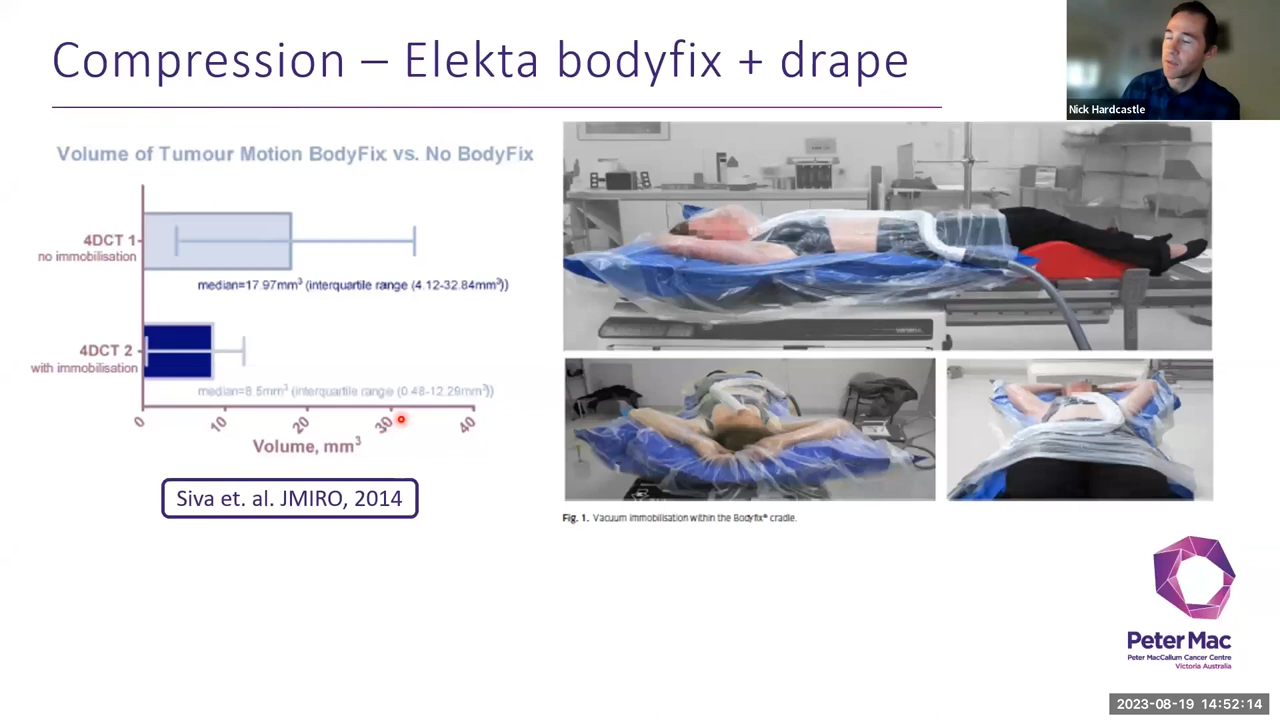 Compression – Elekta bodyfix + drape
Nick Hardcastle
Volume of Tumour Motion BodyFix vs. No BodyFix
4DCT 1
no immobilisation
median=17.97mm³ (interquartile range (4.12-32.84mm³))
4DCT 2
with immobilisation
median=8.5mm³ (interquartile range (0.48-12.29mm³))
0 10 20 30 40
Volume, mm³
Siva et. al. JMIRO, 2014
Fig. 1. Vacuum immobilisation within the Bodyfix® cradle.
Peter Mac
Peter MacCallum Cancer Centre
Victoria Australia
2023-08-19 14:52:14